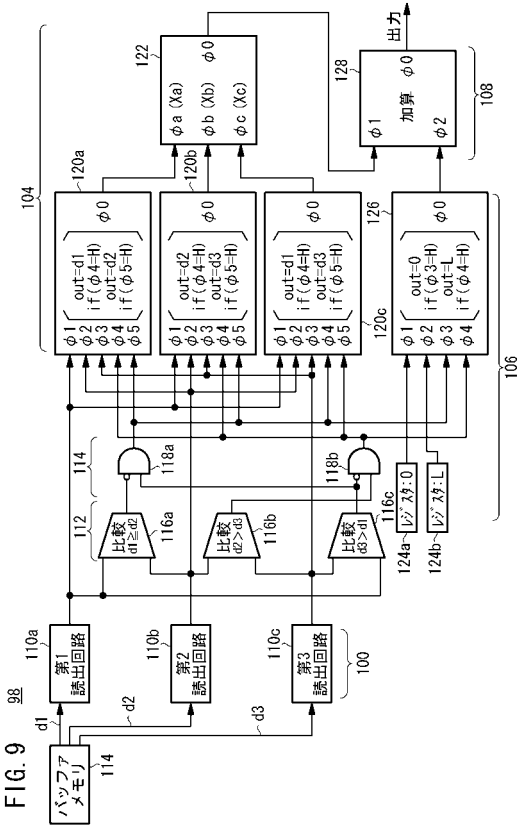 FIG. 9
98
バッファ
メモリ
114
d1
d2
d3
110a
第1
読出回路
110b
第2
読出回路
110c
第3
読出回路
100
112
比較
d1≧d2
116a
比較
d2>d3
116b
比較
d3>d1
116c
114
118a
118b
104
120a
φ1
φ2
φ3
φ4
φ5
out=d1
if(φ4=H)
out=d2
if(φ5=H)
φ0
120b
φ1
φ2
φ3
φ4
φ5
out=d2
if(φ4=H)
out=d3
if(φ5=H)
φ0
120c
φ1
φ2
φ3
φ4
φ5
out=d1
if(φ4=H)
out=d3
if(φ5=H)
φ0
122
φa(Xa)
φb(Xb)
φc(Xc)
φ0
レジスタ:0
124a
レジスタ:L
124b
126
φ1
φ2
φ3
φ4
out=0
if(φ3=H)
out=L
if(φ4=H)
φ0
106
128
φ1
φ2
加算
φ0
108
出力